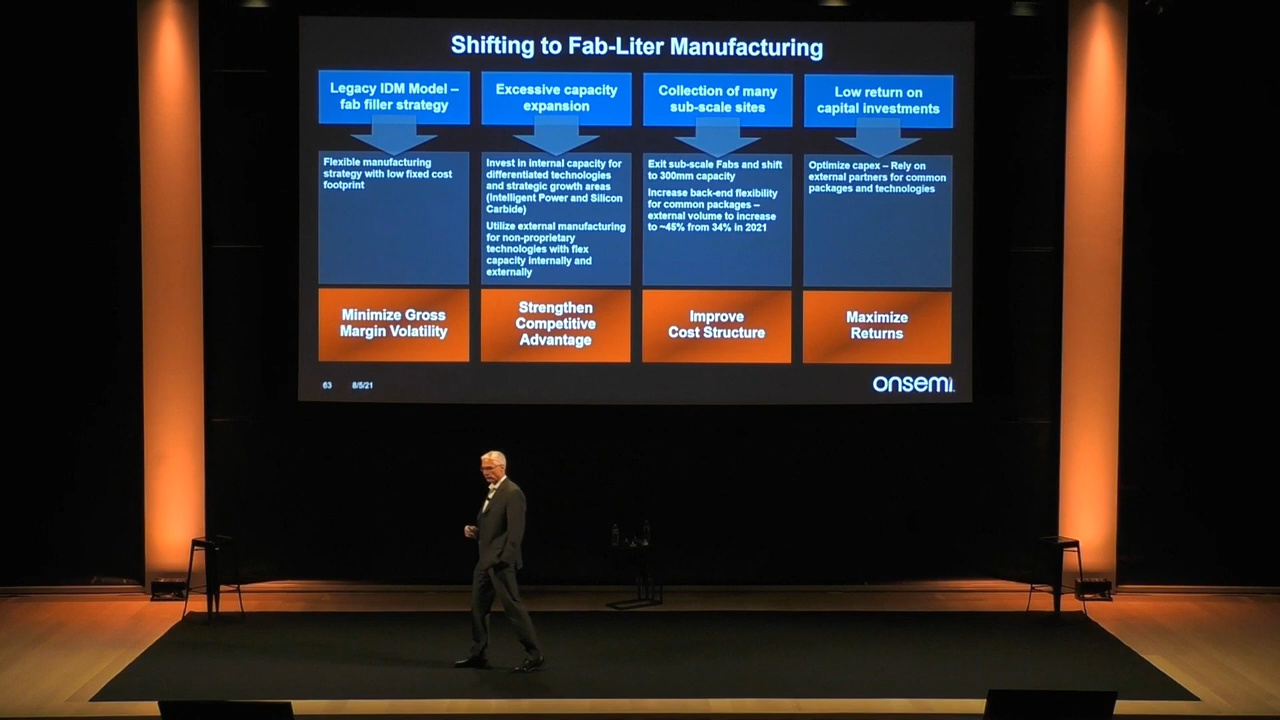 Shifting to Fab-Liter Manufacturing
Legacy IDM Model –
fab filler strategy
Flexible manufacturing
strategy with low fixed cost
footprint
Minimize Gross
Margin Volatility
Excessive capacity
expansion
Invest in internal capacity for
differentiated technologies
and strategic growth areas
(Intelligent Power and Silicon
Carbide)
Utilize external manufacturing
for non-proprietary
technologies with flex
capacity internally and
externally
Strengthen
Competitive
Advantage
Collection of many
sub-scale sites
Exit sub-scale Fabs and shift
to 300mm capacity
Increase back-end flexibility
for common packages –
external volume to increase
to ~45% from 34% in 2021
Improve
Cost Structure
Low return on
capital investments
Optimize capex – Rely on
external partners for common
packages and technologies
Maximize
Returns
63 8/5/21
onsemi